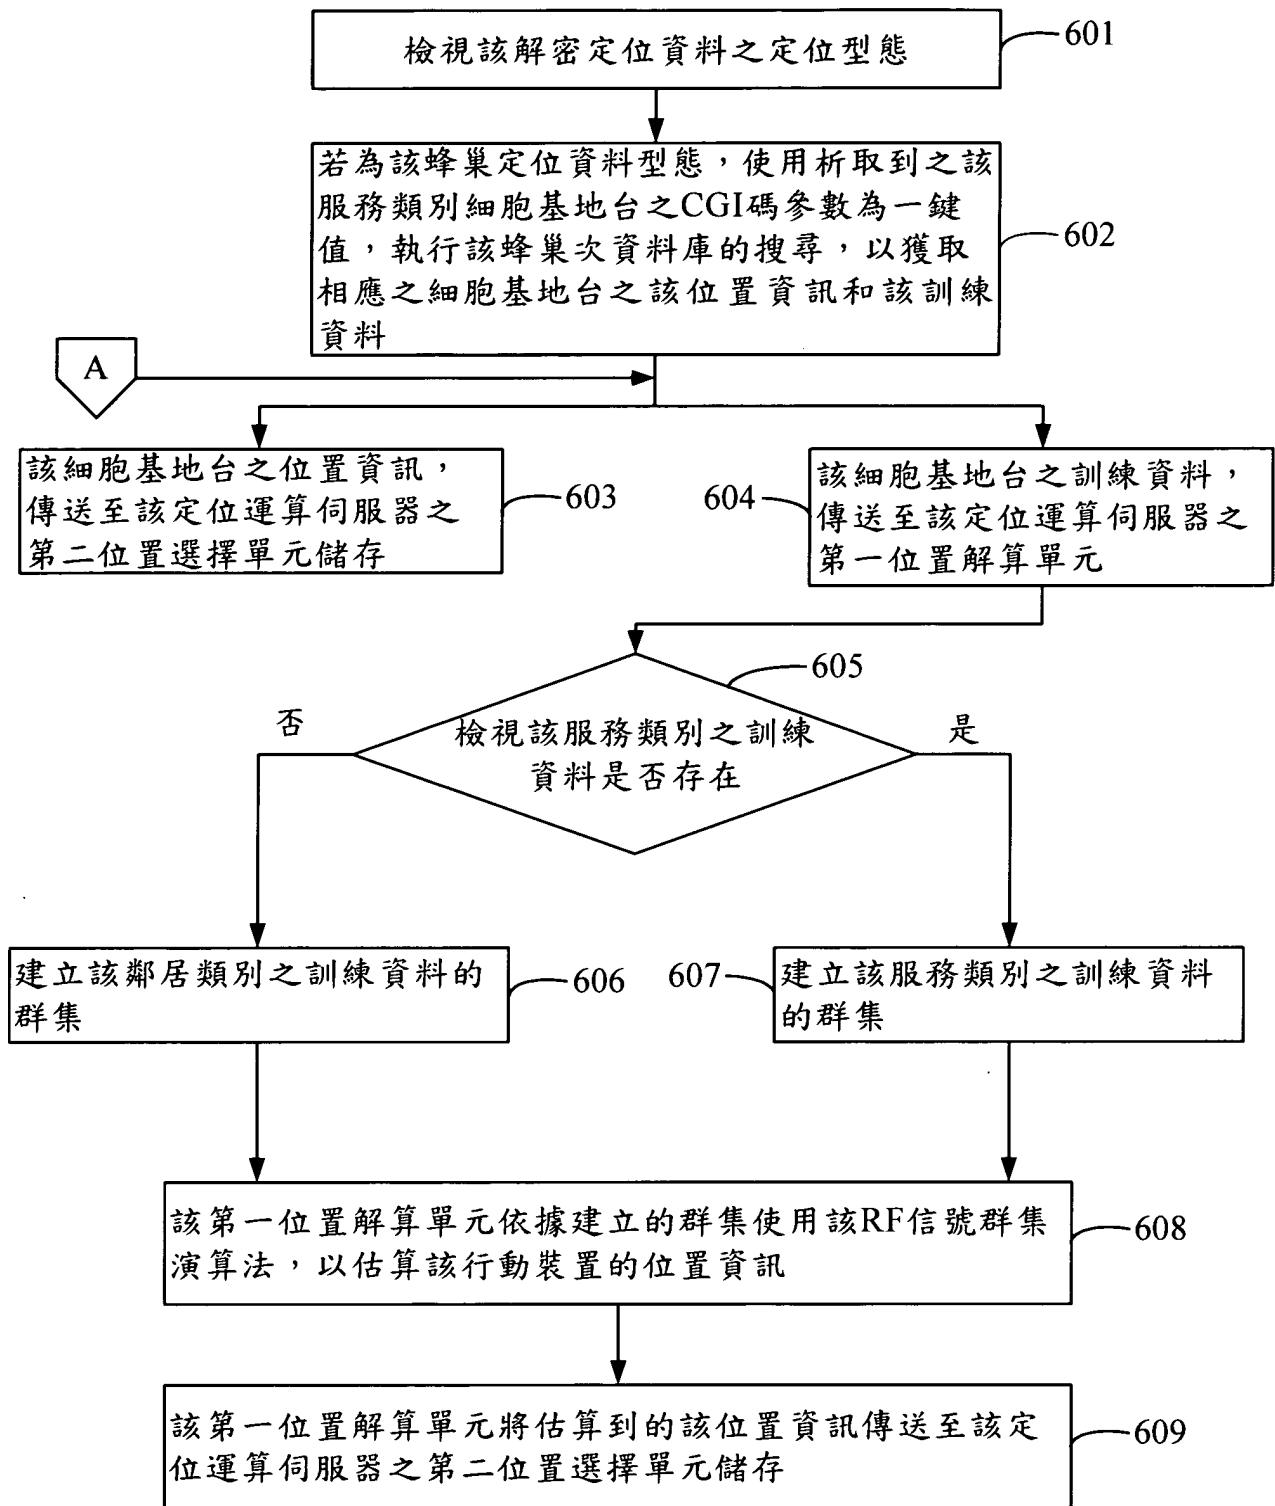 檢視該解密定位資料之定位型態
601
若為該蜂巢定位資料型態，使用析取到之該
服務類別細胞基地台之CGI碼參數為一鍵
值，執行該蜂巢次資料庫的搜尋，以獲取
相應之細胞基地台之該位置資訊和該訓練
資料
602
A
該細胞基地台之位置資訊，
傳送至該定位運算伺服器之
第二位置選擇單元儲存
603
604
該細胞基地台之訓練資料，
傳送至該定位運算伺服器之
第一位置解算單元
605
否
檢視該服務類別之訓練
資料是否存在
是
建立該鄰居類別之訓練資料的
群集
606
607
建立該服務類別之訓練資料
的群集
該第一位置解算單元依據建立的群集使用該RF信號群集
演算法，以估算該行動裝置的位置資訊
608
該第一位置解算單元將估算到的該位置資訊傳送至該定
位運算伺服器之第二位置選擇單元儲存
609